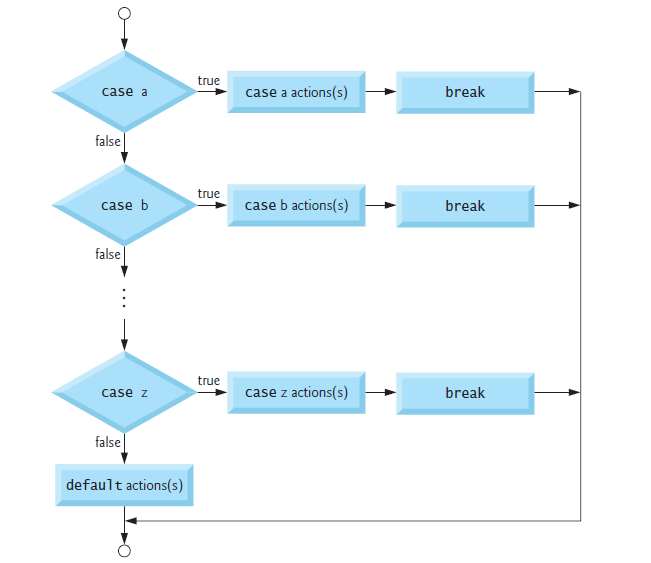 case a
true
case a actions(s)
break
false
case b
true
case b actions(s)
break
false
case z
true
case z actions(s)
break
false
default actions(s)